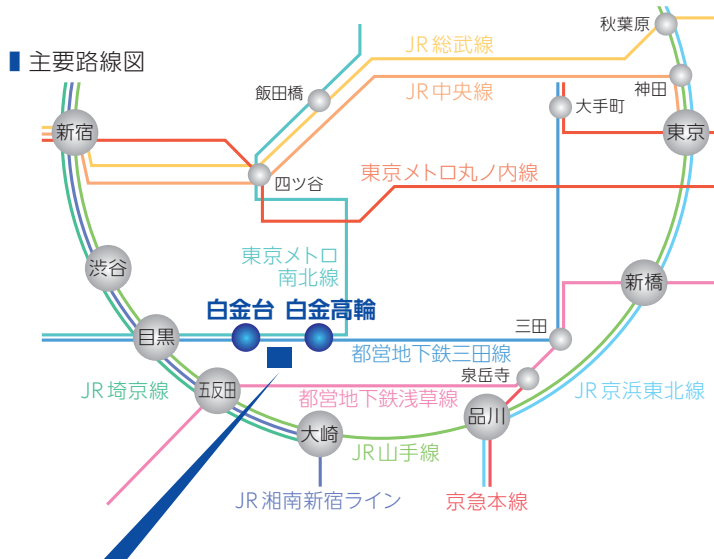 主要路線図
秋葉原
JR総武線
神田
飯田橋
JR中央線
大手町
新宿
東京
四ツ谷
東京メトロ丸ノ内線
東京メトロ
南北線
渋谷
新橋
白金台
白金高輪
目黒
三田
都営地下鉄三田線
泉岳寺
JR埼京線
五反田
都営地下鉄浅草線
JR京浜東北線
品川
大崎
JR山手線
JR湘南新宿ライン
京急本線